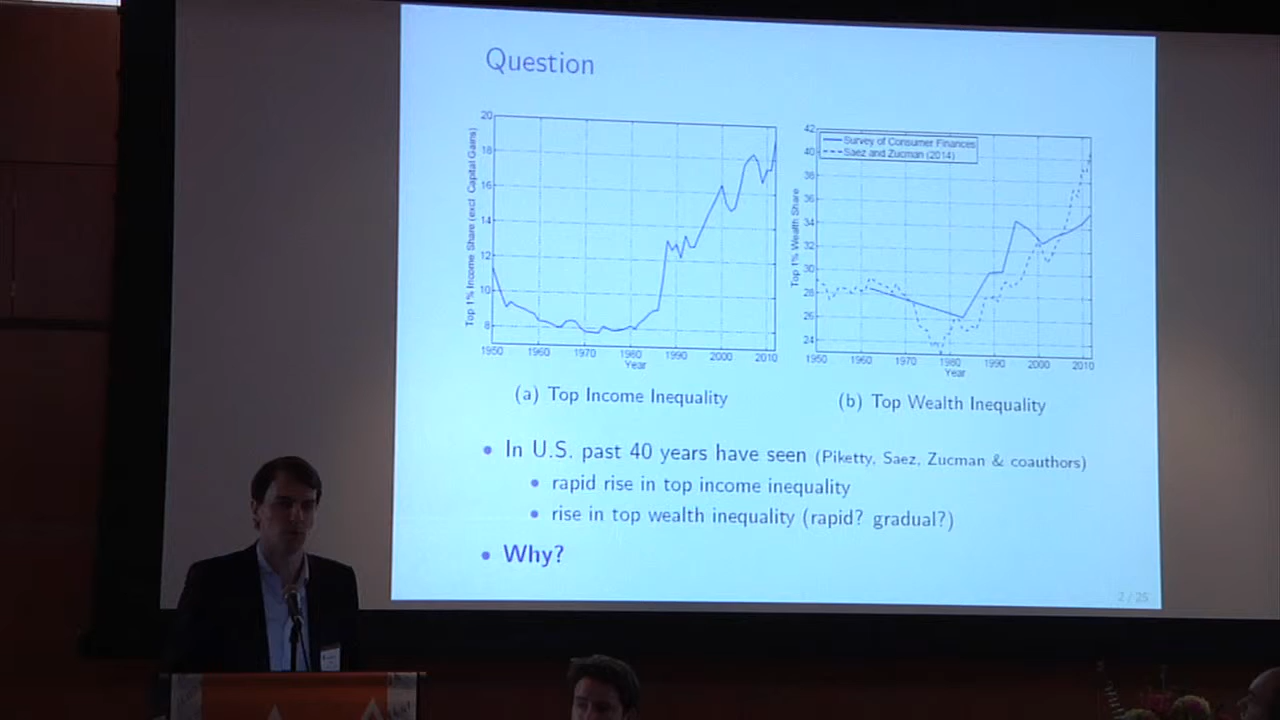 Question
Top 1% Income Share (excl. Capital Gains)
20
18
16
14
12
10
8
1950 1960 1970 1980 1990 2000 2010
Year
(a) Top Income Inequality
Top 1% Wealth Share
42
40
38
36
34
32
30
28
26
24
Survey of Consumer Finances
Saez and Zucman (2014)
1950 1960 1970 1980 1990 2000 2010
Year
(b) Top Wealth Inequality
• In U.S. past 40 years have seen (Piketty, Saez, Zucman & coauthors)
• rapid rise in top income inequality
• rise in top wealth inequality (rapid? gradual?)
• Why?
2 / 25